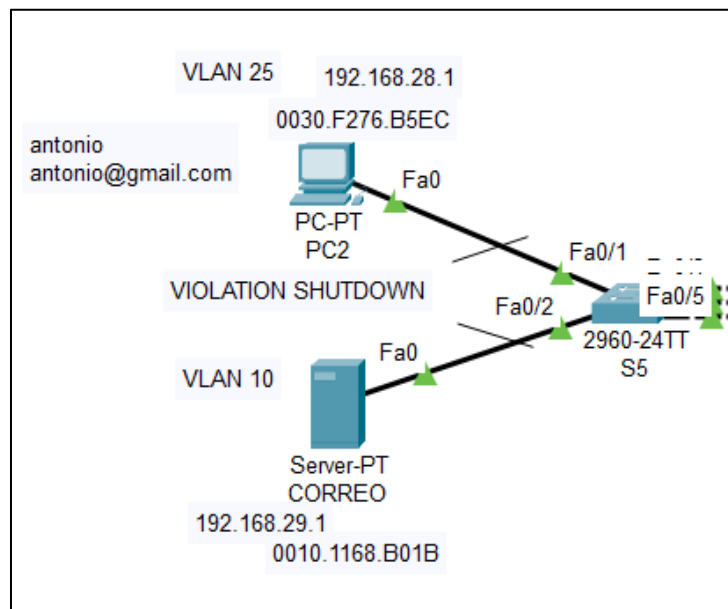 VLAN 25
192.168.28.1
0030.F276.B5EC
antonio
antonio@gmail.com
Fa0
PC-PT
PC2
Fa0/1
VIOLATION SHUTDOWN
Fa0/2
Fa0/5
2960-24TT
S5
Fa0
VLAN 10
Server-PT
CORREO
192.168.29.1
0010.1168.B01B